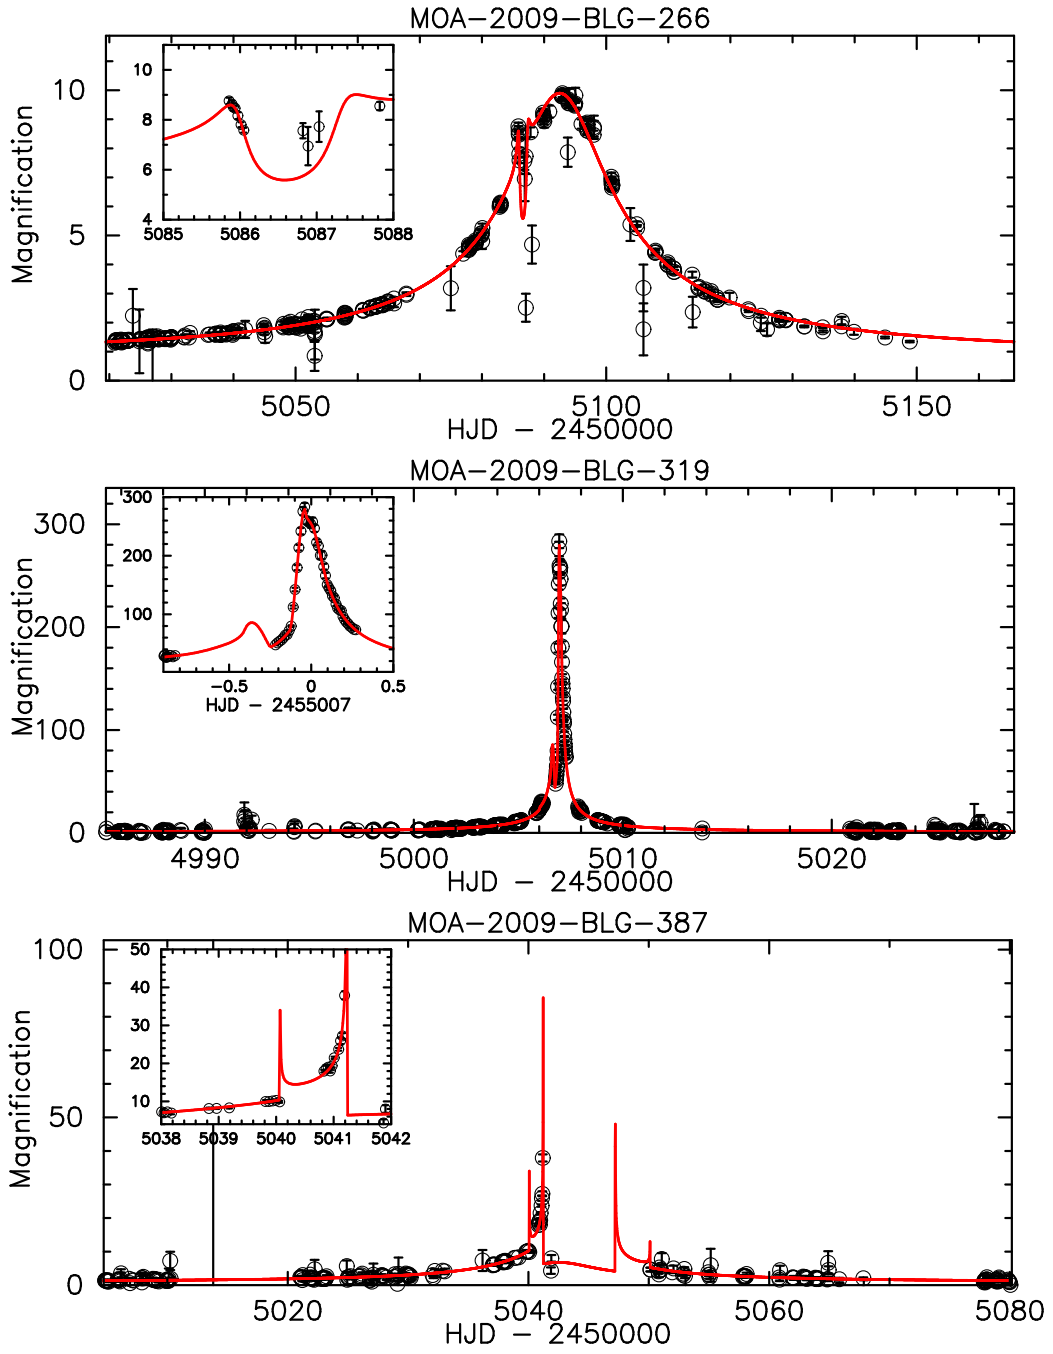 MOA-2009-BLG-266
Magnification
10
5
0
10
8
6
4
5085 5086 5087 5088
5050 5100 5150
HJD - 2450000
MOA-2009-BLG-319
Magnification
300
200
100
0
300
200
100
-0.5 0 0.5
HJD - 2455007
4990 5000 5010 5020
HJD - 2450000
MOA-2009-BLG-387
Magnification
100
50
0
50
40
30
20
10
5038 5039 5040 5041 5042
5020 5040 5060 5080
HJD - 2450000